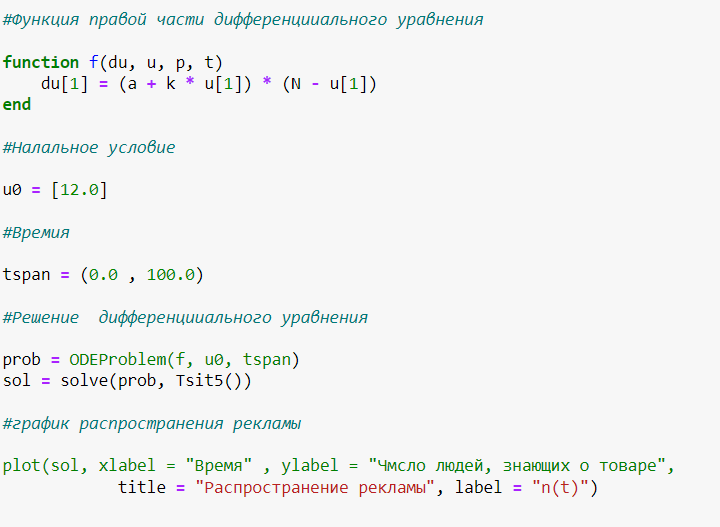 #Функция правой части дифференцииального уравнения
function f(du, u, p, t)
    du[1] = (a + k * u[1]) * (N - u[1])
end
#Налальное условие
u0 = [12.0]
#Времия
tspan = (0.0 , 100.0)
#Решение  дифференцииального уравнения
prob = ODEProblem(f, u0, tspan)
sol = solve(prob, Tsit5())
#график распространения рекламы
plot(sol, xlabel = "Время" , ylabel = "Чмсло людей, знающих о товаре",
            title = "Распространение рекламы", label = "n(t)")